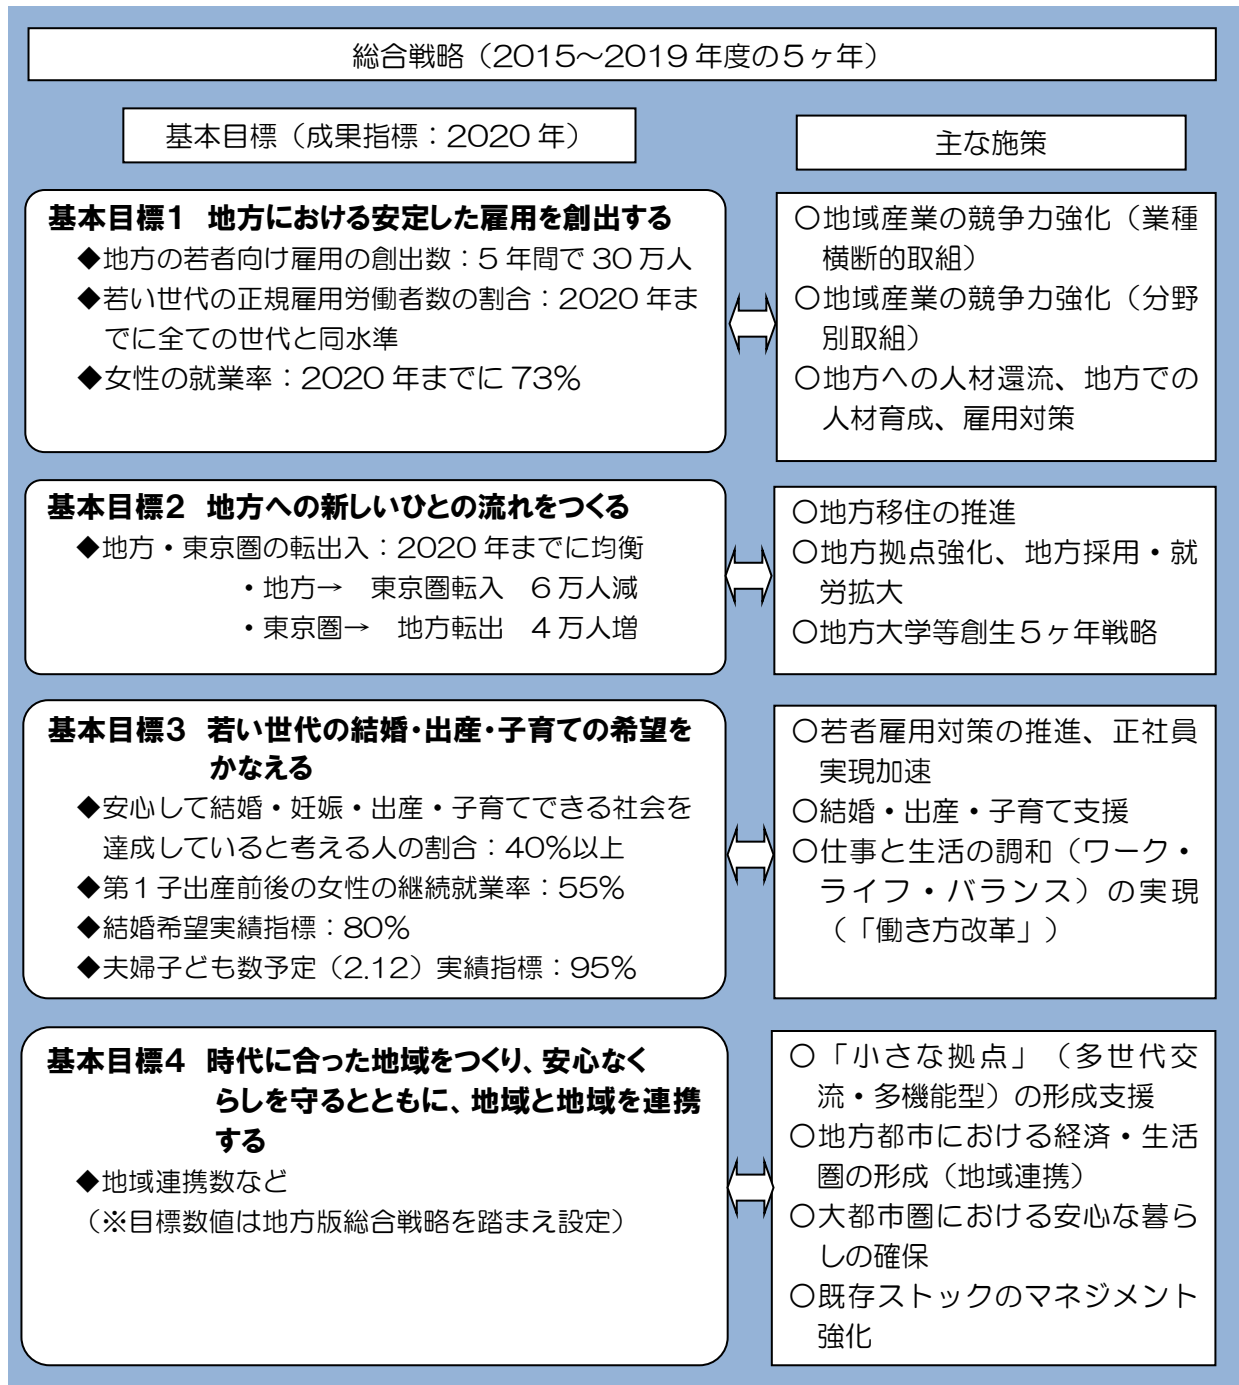 総合戦略（2015～2019年度の5ヶ年）
基本目標（成果指標：2020年）
主な施策
基本目標1　地方における安定した雇用を創出する
◆地方の若者向け雇用の創出数：5年間で30万人
◆若い世代の正規雇用労働者数の割合：2020年ま
でに全ての世代と同水準
◆女性の就業率：2020年までに73%
○地域産業の競争力強化（業種
横断的取組）
○地域産業の競争力強化（分野
別取組）
○地方への人材還流、地方での
人材育成、雇用対策
基本目標2　地方への新しいひとの流れをつくる
◆地方・東京圏の転出入：2020年までに均衡
・地方→　東京圏転入　6万人減
・東京圏→　地方転出　4万人増
○地方移住の推進
○地方拠点強化、地方採用・就
労拡大
○地方大学等創生5ヶ年戦略
基本目標3　若い世代の結婚・出産・子育ての希望を
かなえる
◆安心して結婚・妊娠・出産・子育てできる社会を
達成していると考える人の割合：40%以上
◆第1子出産前後の女性の継続就業率：55%
◆結婚希望実績指標：80%
◆夫婦子ども数予定（2.12）実績指標：95%
○若者雇用対策の推進、正社員
実現加速
○結婚・出産・子育て支援
○仕事と生活の調和（ワーク・
ライフ・バランス）の実現
（「働き方改革」）
基本目標4　時代に合った地域をつくり、安心なく
らしを守るとともに、地域と地域を連携
する
◆地域連携数など
（※目標数値は地方版総合戦略を踏まえ設定）
○「小さな拠点」（多世代交
流・多機能型）の形成支援
○地方都市における経済・生活
圏の形成（地域連携）
○大都市圏における安心な暮ら
しの確保
○既存ストックのマネジメント
強化